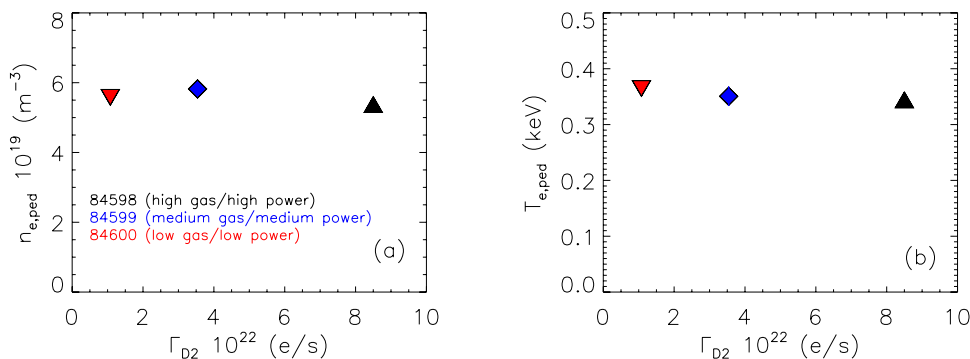 8
6
4
2
0
n_e,ped 10^19 (m^−3)
84598 (high gas/high power)
84599 (medium gas/medium power)
84600 (low gas/low power)
(a)
0 2 4 6 8 10
Γ_D2 10^22 (e/s)
0.5
0.4
0.3
0.2
0.1
0.0
T_e,ped (keV)
(b)
0 2 4 6 8 10
Γ_D2 10^22 (e/s)